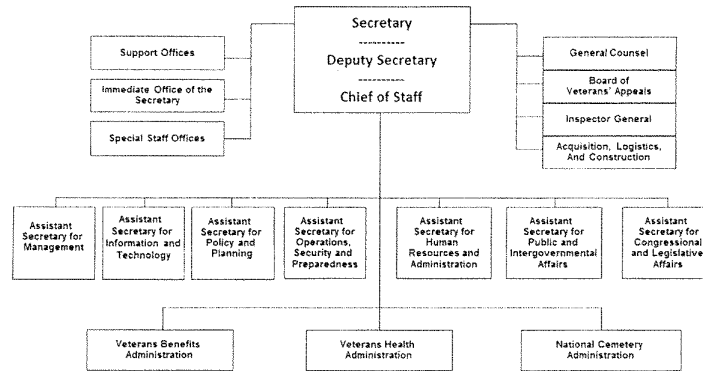 Secretary
----------
Deputy Secretary
----------
Chief of Staff
Support Offices
Immediate Office of the
Secretary
Special Staff Offices
General Counsel
Board of
Veterans' Appeals
Inspector General
Acquisition, Logistics,
And Construction
Assistant
Secretary for
Management
Assistant
Secretary for
Information and
Technology
Assistant
Secretary for
Policy and
Planning
Assistant
Secretary for
Operations,
Security and
Preparedness
Assistant
Secretary for
Human
Resources and
Administration
Assistant
Secretary for
Public and
Intergovernmental
Affairs
Assistant
Secretary for
Congressional
and Legislative
Affairs
Veterans Benefits
Administration
Veterans Health
Administration
National Cemetery
Administration